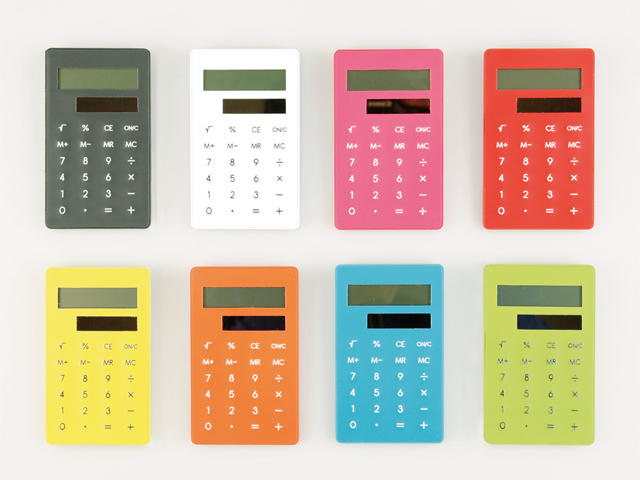 √ % CE ON/C
M+ M− MR MC
7 8 9 ÷
4 5 6 ×
1 2 3 −
0 · = +
√ % CE ON/C
M+ M− MR MC
7 8 9 ÷
4 5 6 ×
1 2 3 −
0 · = +
√ % CE ON/C
M+ M− MR MC
7 8 9 ÷
4 5 6 ×
1 2 3 −
0 · = +
√ % CE ON/C
M+ M− MR MC
7 8 9 ÷
4 5 6 ×
1 2 3 −
0 · = +
√ % CE ON/C
M+ M− MR MC
7 8 9 ÷
4 5 6 ×
1 2 3 −
0 · = +
√ % CE ON/C
M+ M− MR MC
7 8 9 ÷
4 5 6 ×
1 2 3 −
0 · = +
√ % CE ON/C
M+ M− MR MC
7 8 9 ÷
4 5 6 ×
1 2 3 −
0 · = +
√ % CE ON/C
M+ M− MR MC
7 8 9 ÷
4 5 6 ×
1 2 3 −
0 · = +